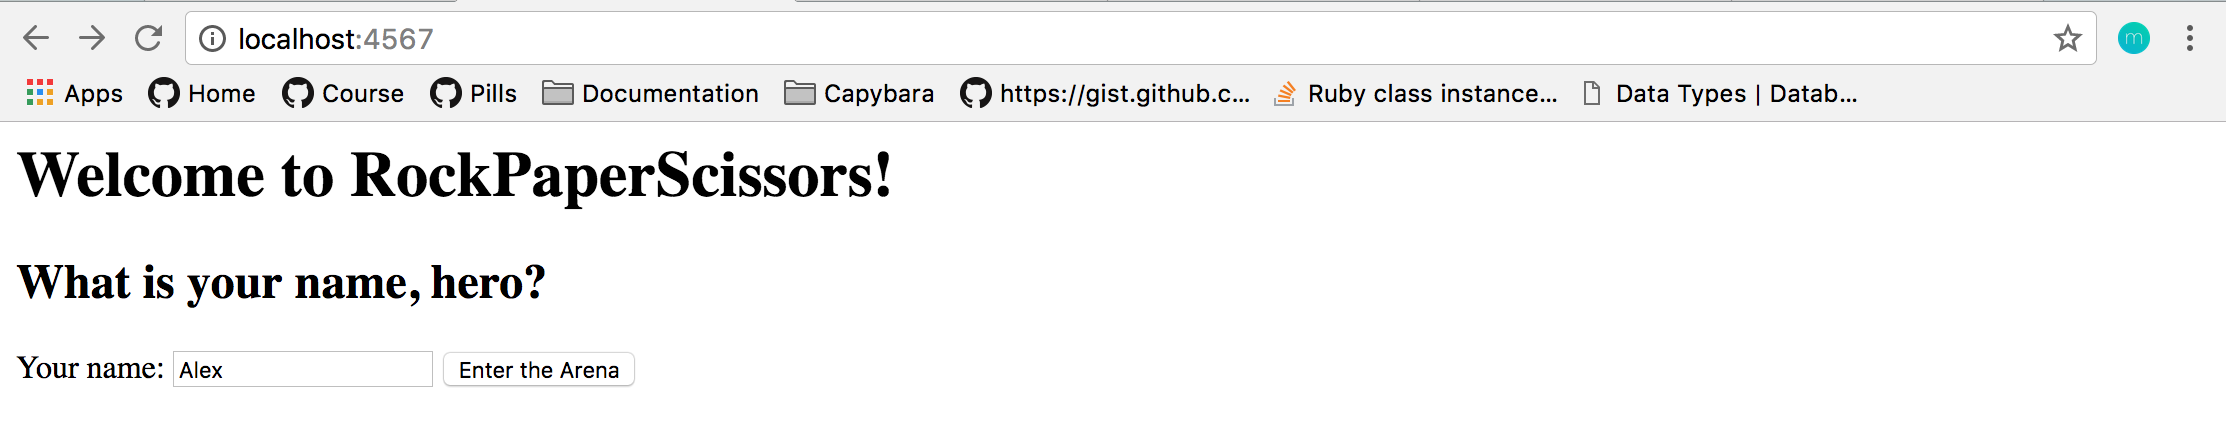 localhost:4567
m
Apps Home Course Pills Documentation Capybara https://gist.github.c... Ruby class instance... Data Types | Datab...
Welcome to RockPaperScissors!
What is your name, hero?
Your name: Alex Enter the Arena